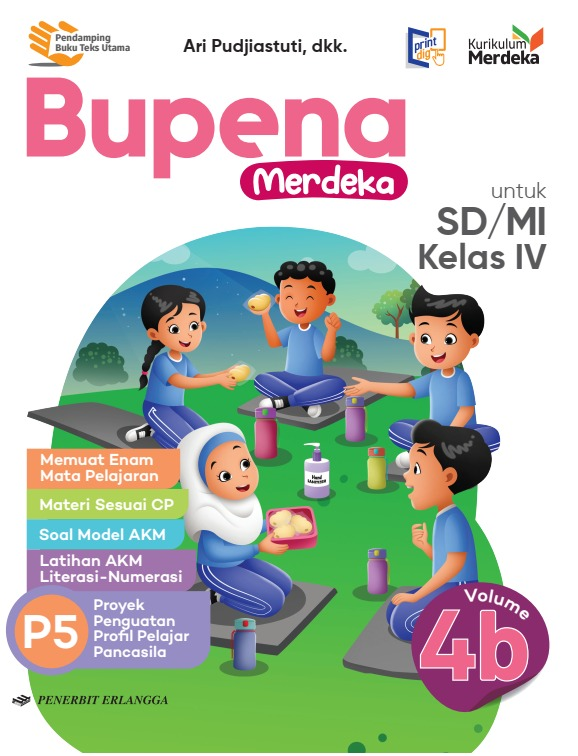 Pendamping
Buku Teks Utama
Ari Pudjiastuti, dkk.
print
dig
Kurikulum
Merdeka
Bupena
Merdeka
untuk
SD/MI
Kelas IV
Hand
SANITIZER
Memuat Enam
Mata Pelajaran
Materi Sesuai CP
Soal Model AKM
Latihan AKM
Literasi-Numerasi
P5
Proyek
Penguatan
Profil Pelajar
Pancasila
Volume
4b
PENERBIT ERLANGGA